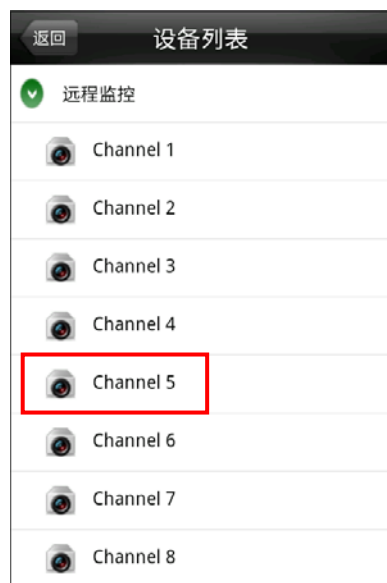 返回
设备列表
远程监控
Channel 1
Channel 2
Channel 3
Channel 4
Channel 5
Channel 6
Channel 7
Channel 8